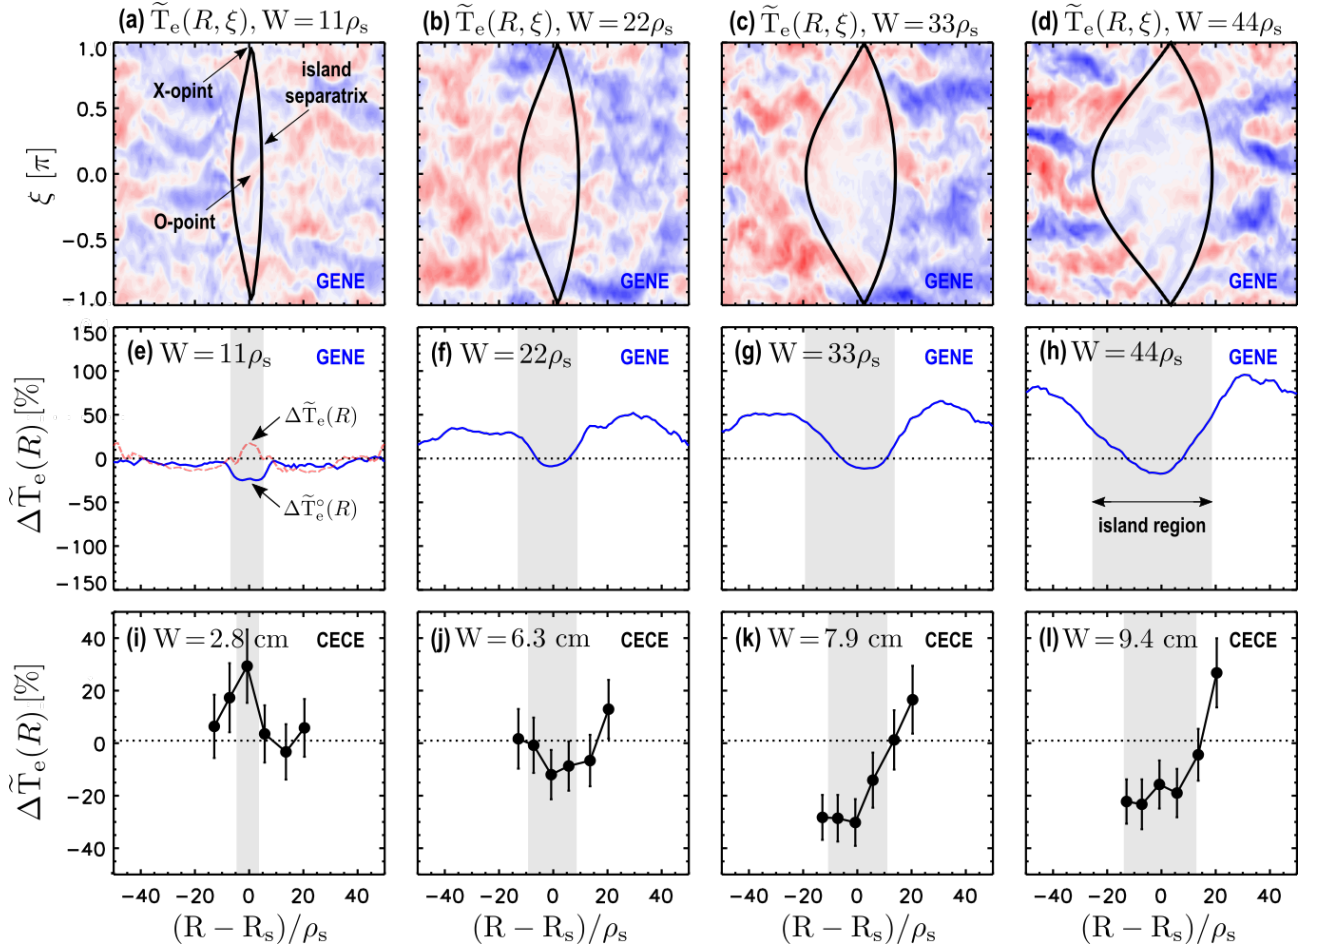 (a) T̃e(R, ξ), W = 11ρs
(b) T̃e(R, ξ), W = 22ρs
(c) T̃e(R, ξ), W = 33ρs
(d) T̃e(R, ξ), W = 44ρs
ξ [π]
1.0
0.5
0.0
−0.5
−1.0
X-opint
island
separatrix
O-point
GENE
GENE
GENE
GENE
ΔT̃e(R) [%]
150
100
50
0
−50
−100
−150
(e) W = 11ρs GENE
ΔT̃e(R)
ΔT̃e°(R)
(f) W = 22ρs GENE
(g) W = 33ρs GENE
(h) W = 44ρs GENE
island region
ΔT̃e(R) [%]
40
20
0
−20
−40
(i) W = 2.8 cm CECE
(j) W = 6.3 cm CECE
(k) W = 7.9 cm CECE
(l) W = 9.4 cm CECE
−40 −20 0 20 40
−40 −20 0 20 40
−40 −20 0 20 40
−40 −20 0 20 40
(R − Rs)/ρs
(R − Rs)/ρs
(R − Rs)/ρs
(R − Rs)/ρs